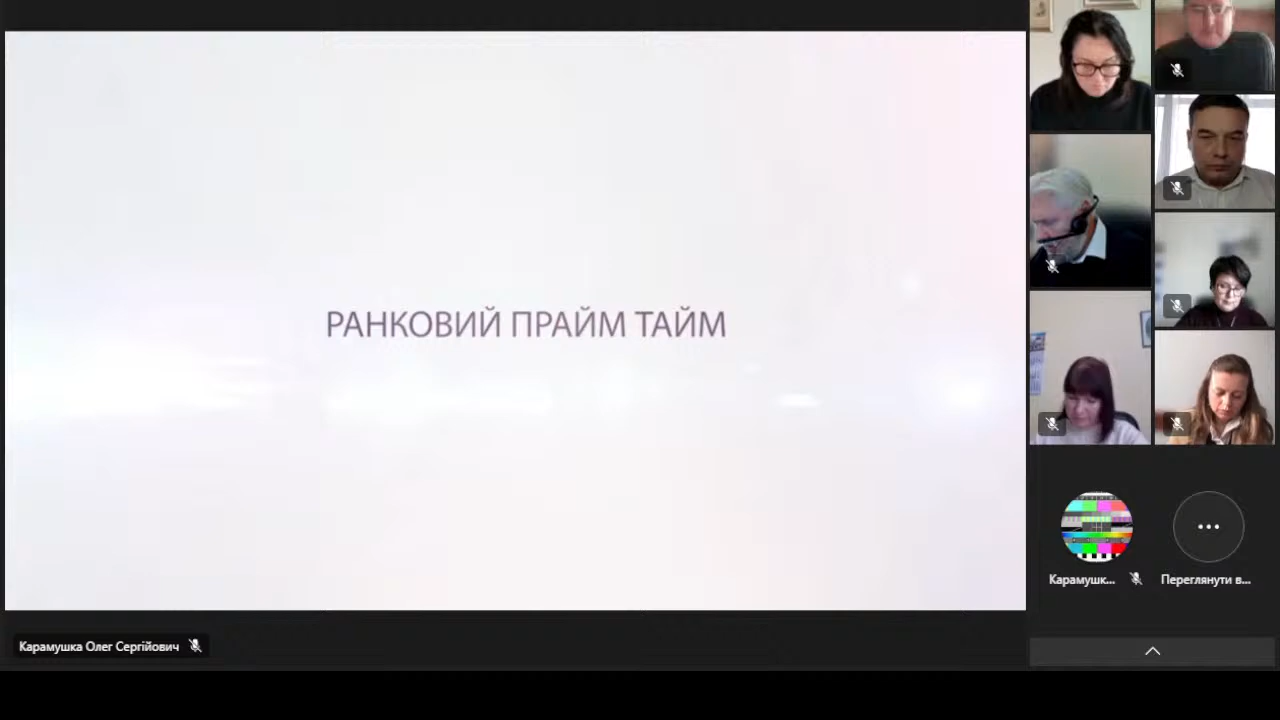 РАНКОВИЙ ПРАЙМ ТАЙМ
Карамушк...
Переглянути в...
Карамушка Олег Сергійович